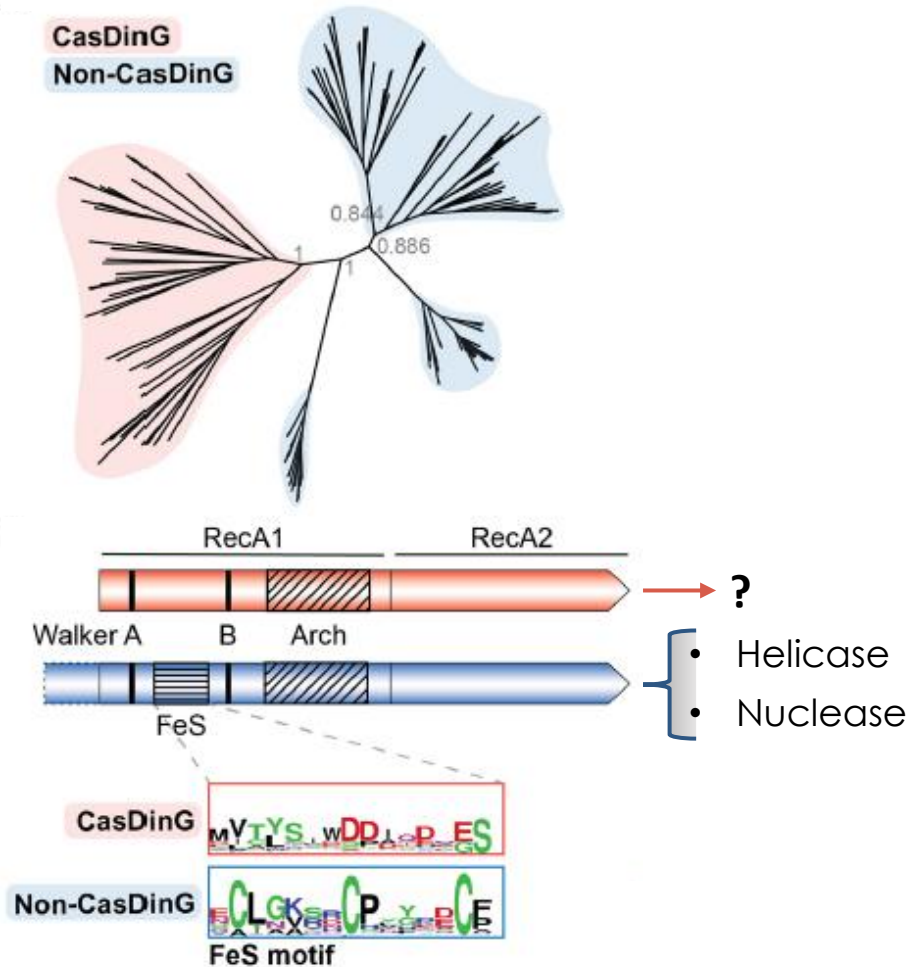 CasDinG
Non-CasDinG
0.844
0.886
1
1
RecA1 RecA2
?
Walker A B Arch
• Helicase
FeS
• Nuclease
CasDinG
Non-CasDinG
FeS motif